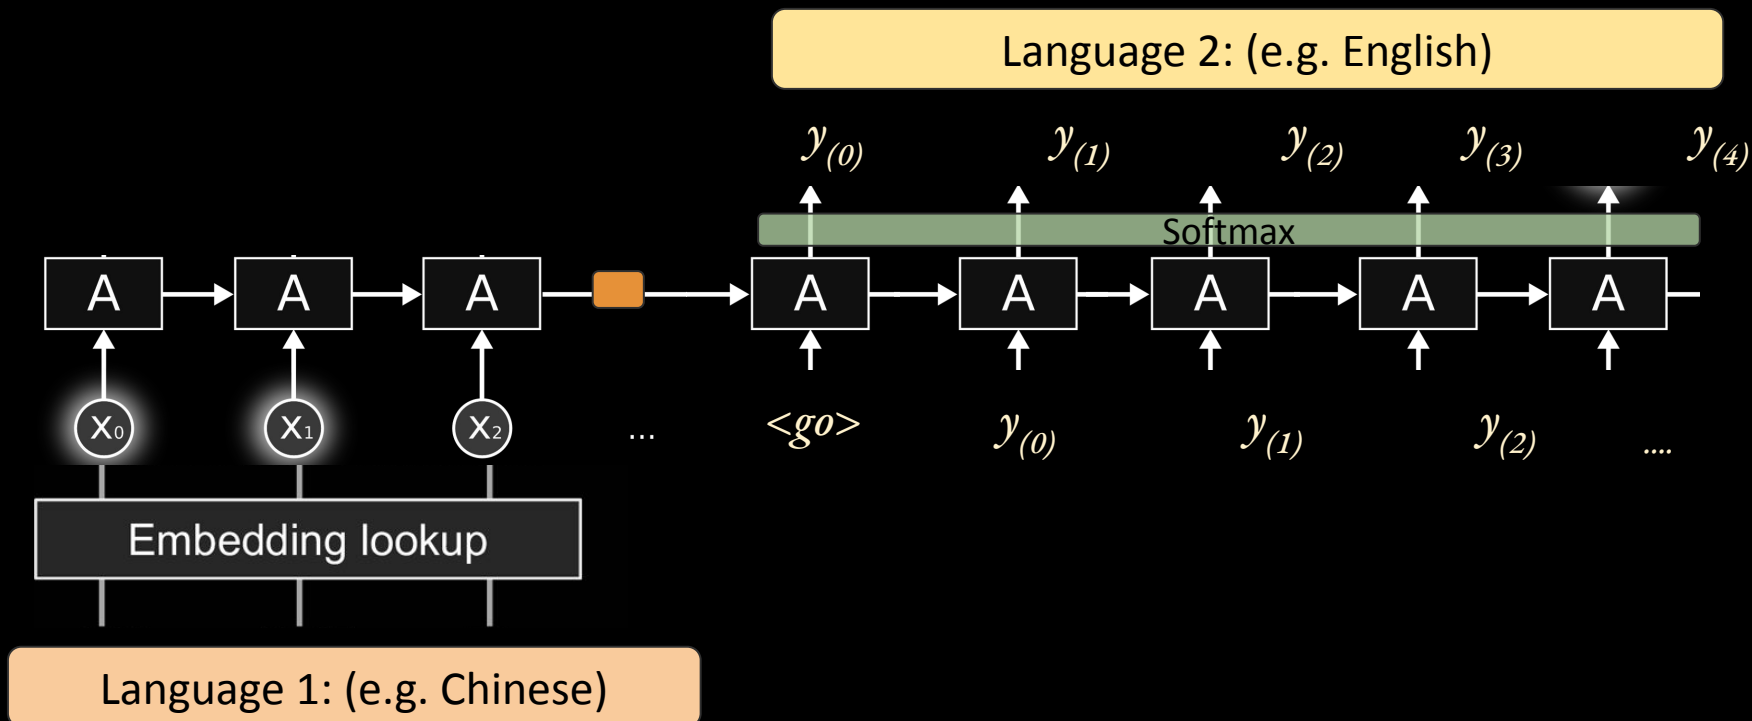 Language 2: (e.g. English)
y(0) y(1) y(2) y(3) y(4)
Softmax
A A A A A A A A
x0 x1 x2 ... <go> y(0) y(1) y(2) ....
Embedding lookup
Language 1: (e.g. Chinese)